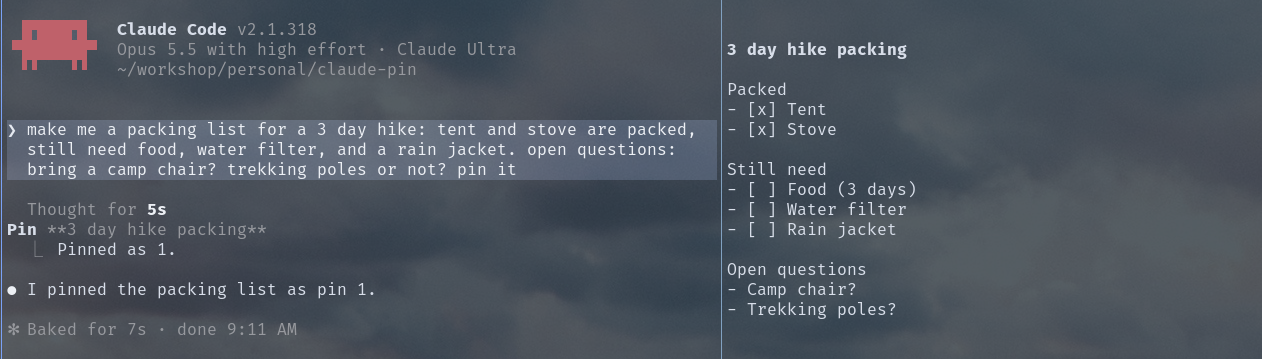 Claude Code v2.1.318
Opus 5.5 with high effort · Claude Ultra
~/workshop/personal/claude-pin
❯ make me a packing list for a 3 day hike: tent and stove are packed,
still need food, water filter, and a rain jacket. open questions:
bring a camp chair? trekking poles or not? pin it
Thought for 5s
Pin **3 day hike packing**
⎿ Pinned as 1.
● I pinned the packing list as pin 1.
✻ Baked for 7s · done 9:11 AM
3 day hike packing
Packed
- [x] Tent
- [x] Stove
Still need
- [ ] Food (3 days)
- [ ] Water filter
- [ ] Rain jacket
Open questions
- Camp chair?
- Trekking poles?